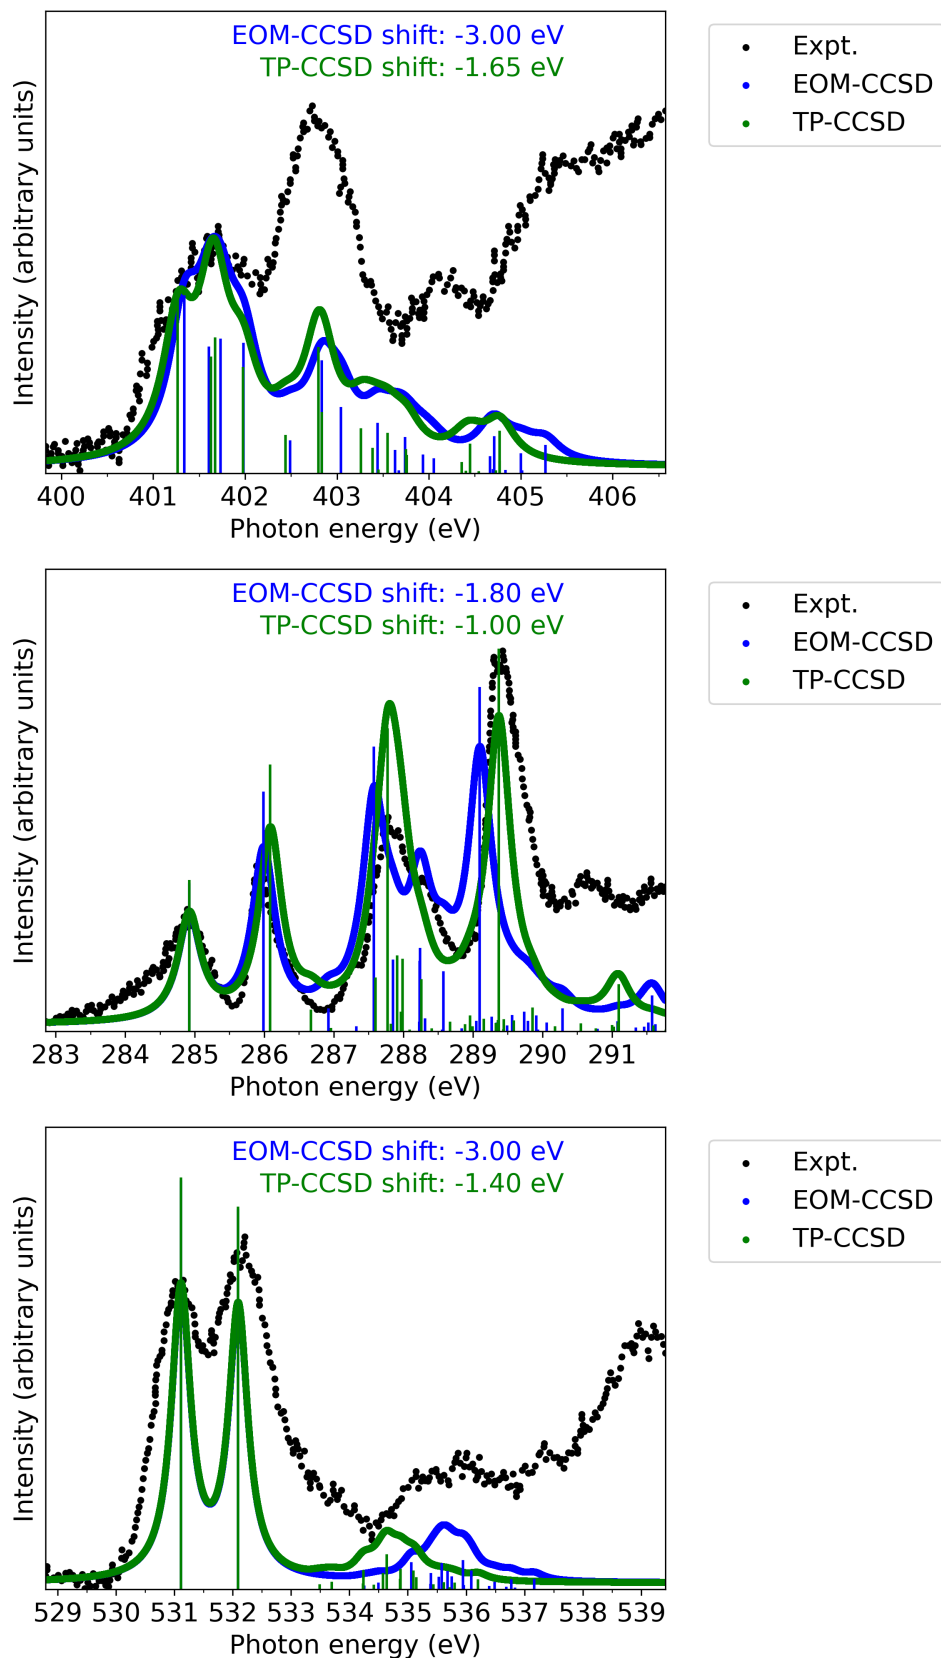 EOM-CCSD shift: -3.00 eV
TP-CCSD shift: -1.65 eV
Expt.
EOM-CCSD
TP-CCSD
Intensity (arbitrary units)
400 401 402 403 404 405 406
Photon energy (eV)
EOM-CCSD shift: -1.80 eV
TP-CCSD shift: -1.00 eV
Expt.
EOM-CCSD
TP-CCSD
Intensity (arbitrary units)
283 284 285 286 287 288 289 290 291
Photon energy (eV)
EOM-CCSD shift: -3.00 eV
TP-CCSD shift: -1.40 eV
Expt.
EOM-CCSD
TP-CCSD
Intensity (arbitrary units)
529 530 531 532 533 534 535 536 537 538 539
Photon energy (eV)